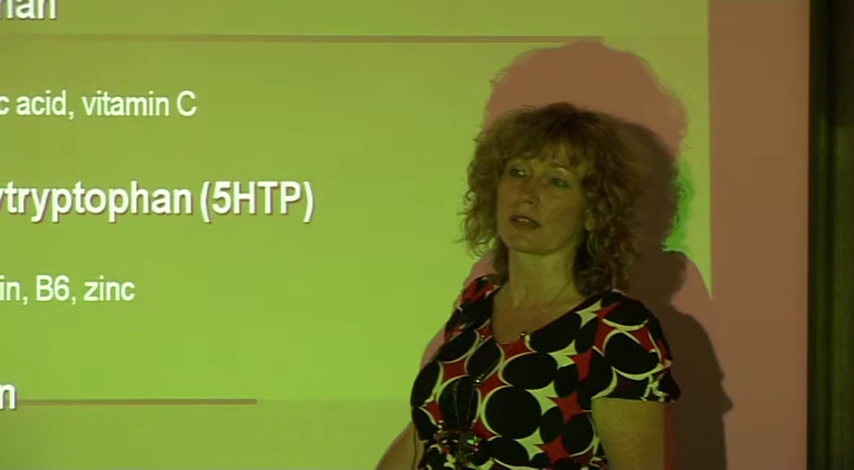 c acid, vitamin C
ytryptophan (5HTP)
in, B6, zinc
n